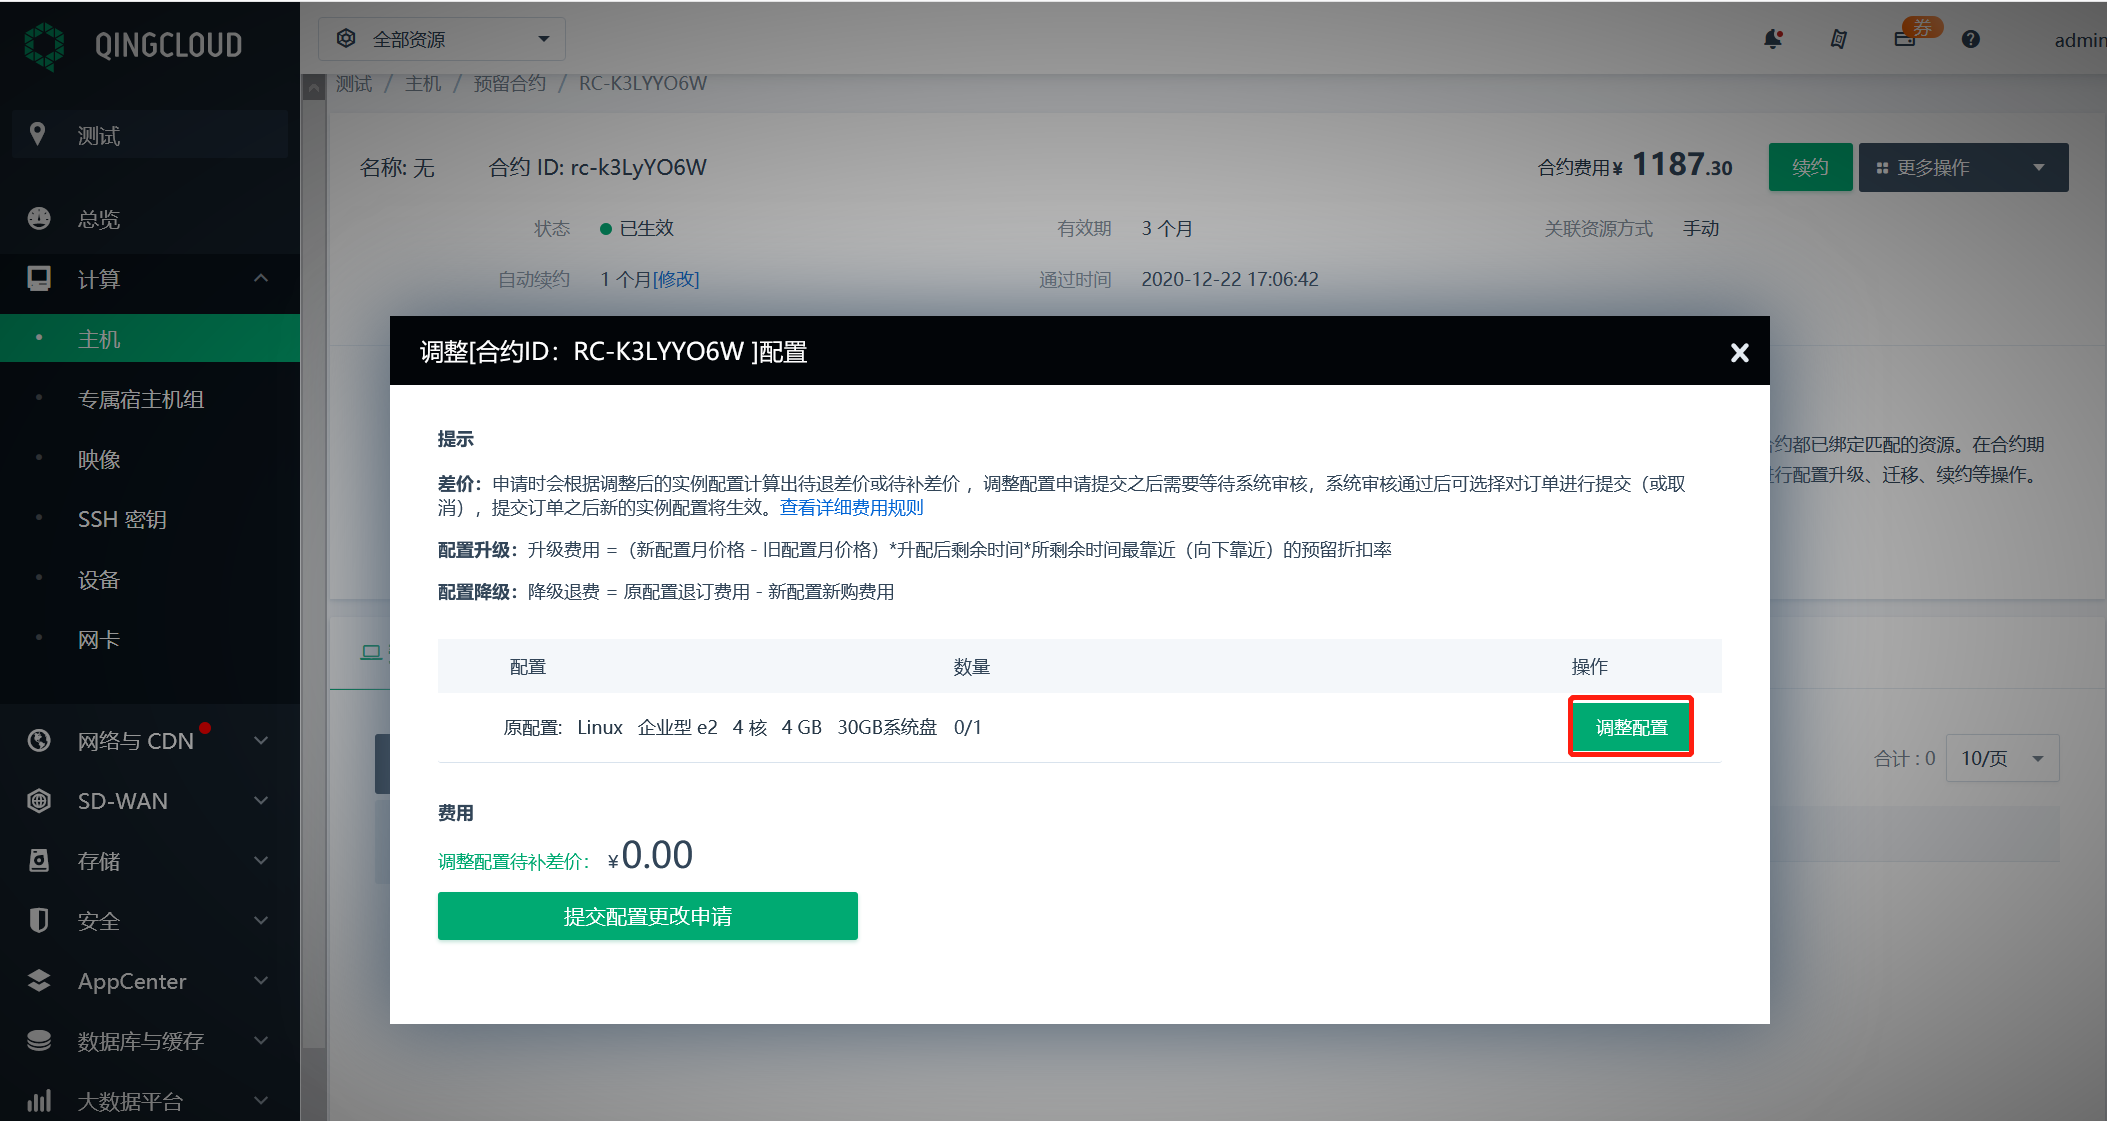 QINGCLOUD
全部资源
券
admin
测试 / 主机 / 预留合约 / RC-K3LYYO6W
测试
总览
计算
主机
专属宿主机组
映像
SSH 密钥
设备
网卡
网络与 CDN
SD-WAN
存储
安全
AppCenter
数据库与缓存
大数据平台
名称: 无 合约 ID: rc-k3LyYO6W
合约费用¥ 1187.30
续约
更多操作
状态 已生效
有效期 3 个月
关联资源方式 手动
自动续约 1 个月[修改]
通过时间 2020-12-22 17:06:42
约都已绑定匹配的资源。在合约期
行配置升级、迁移、续约等操作。
调整[合约ID：RC-K3LYYO6W ]配置
提示
差价：申请时会根据调整后的实例配置计算出待退差价或待补差价 ，调整配置申请提交之后需要等待系统审核，系统审核通过后可选择对订单进行提交（或取
消），提交订单之后新的实例配置将生效。查看详细费用规则
配置升级：升级费用 =（新配置月价格 - 旧配置月价格）*升配后剩余时间*所剩余时间最靠近（向下靠近）的预留折扣率
配置降级：降级退费 = 原配置退订费用 - 新配置新购费用
配置 数量 操作
原配置: Linux 企业型 e2 4 核 4 GB 30GB系统盘 0/1 调整配置
费用
调整配置待补差价： ¥0.00
提交配置更改申请
合计 : 0 10/页